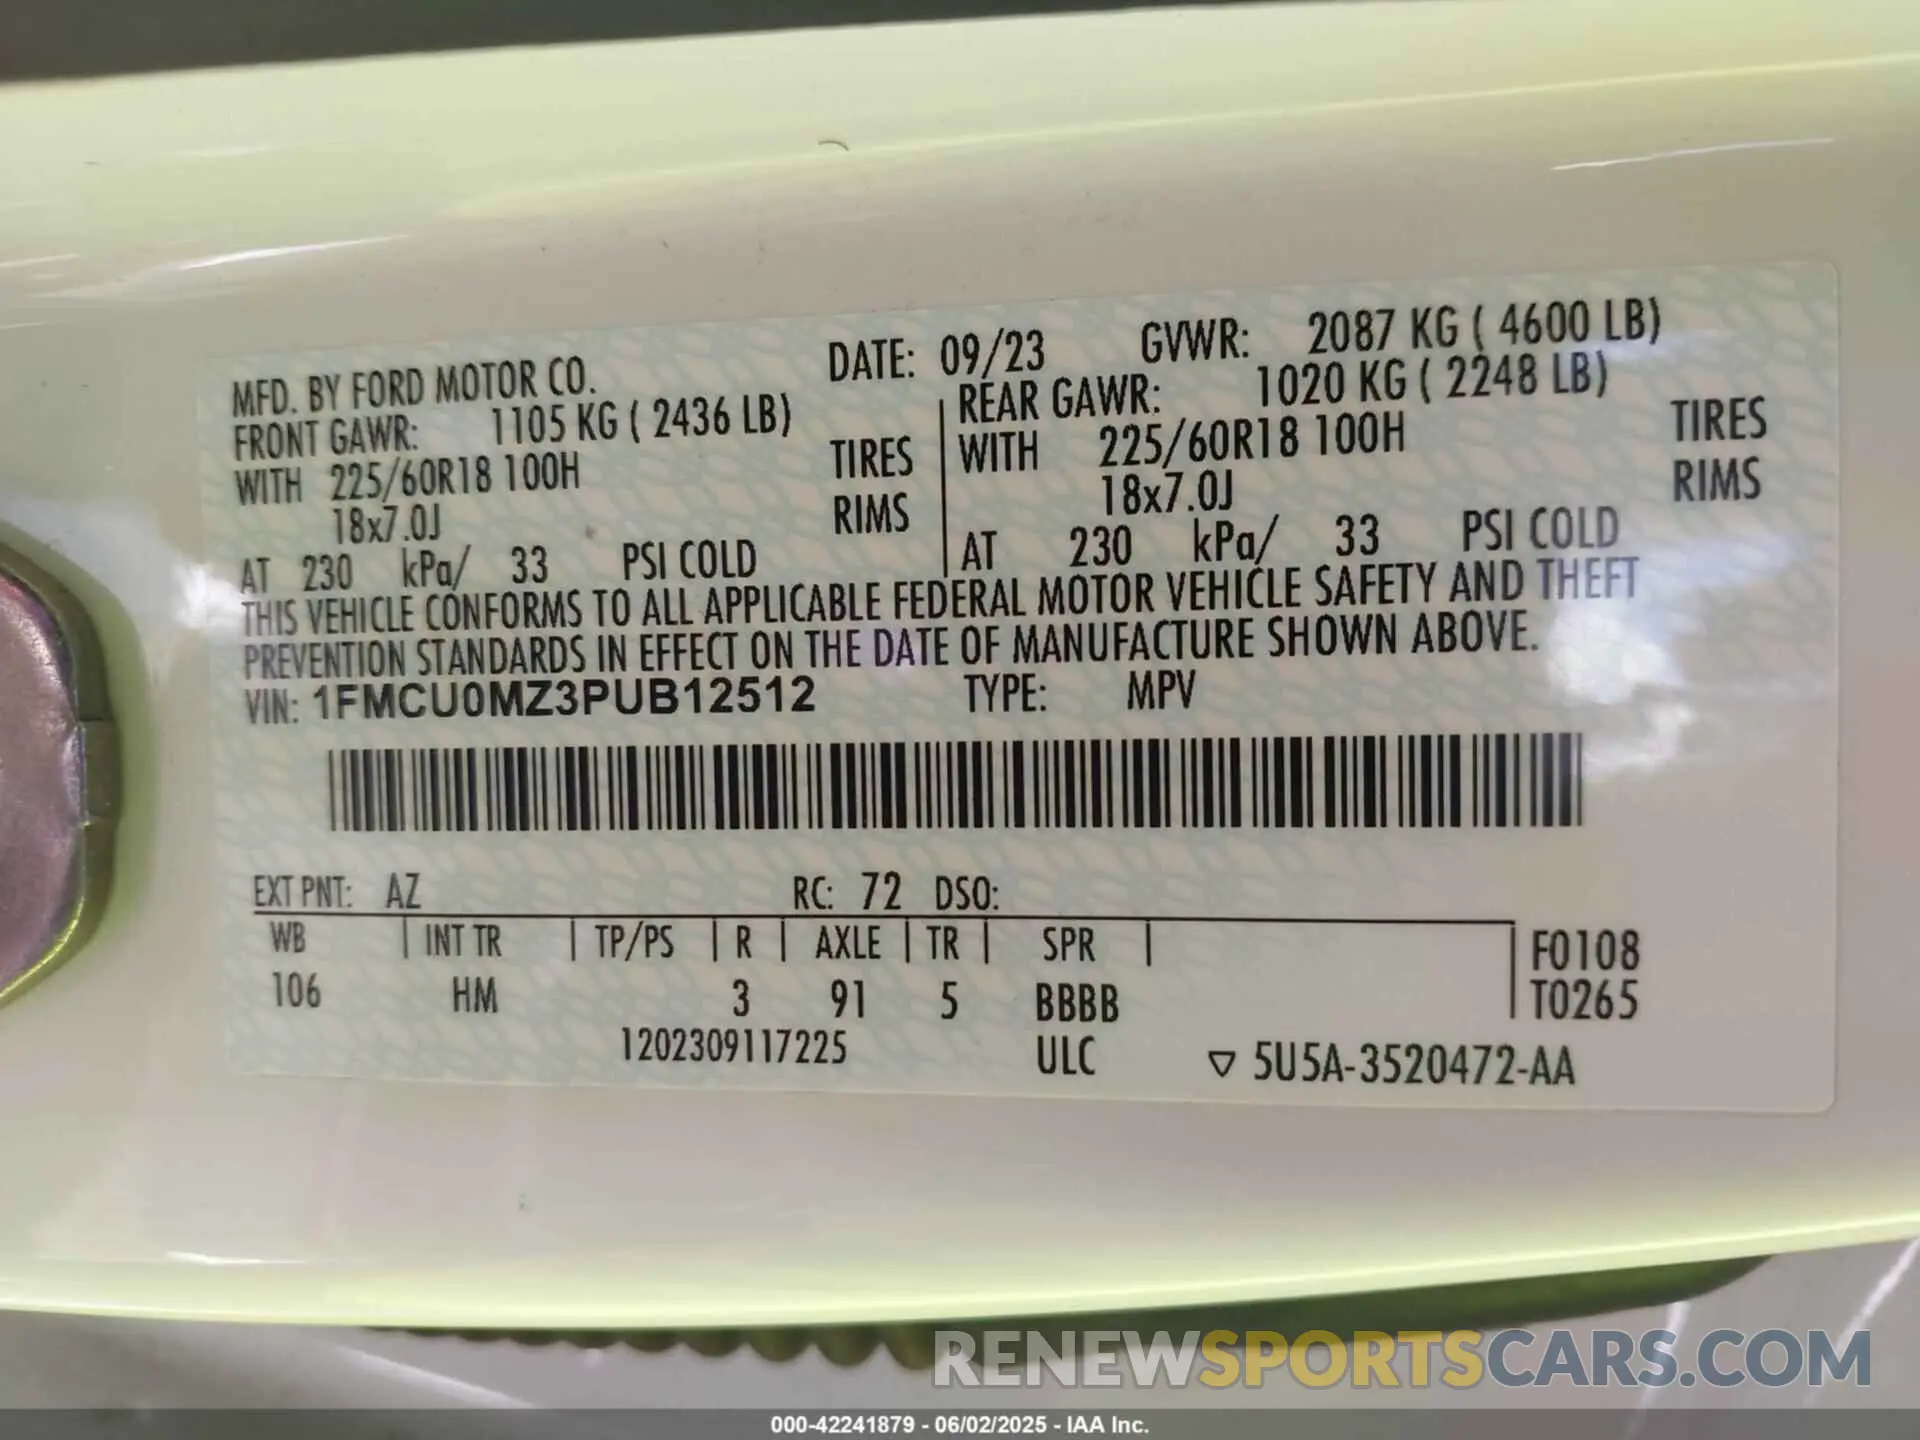 MFD. BY FORD MOTOR CO. DATE: 09/23 GVWR: 2087 KG ( 4600 LB)
FRONT GAWR: 1105 KG ( 2436 LB) REAR GAWR: 1020 KG ( 2248 LB)
WITH 225/60R18 100H TIRES WITH 225/60R18 100H TIRES
18x7.0J RIMS 18x7.0J RIMS
AT 230 kPa/ 33 PSI COLD AT 230 kPa/ 33 PSI COLD
THIS VEHICLE CONFORMS TO ALL APPLICABLE FEDERAL MOTOR VEHICLE SAFETY AND THEFT
PREVENTION STANDARDS IN EFFECT ON THE DATE OF MANUFACTURE SHOWN ABOVE.
VIN: 1FMCU0MZ3PUB12512 TYPE: MPV
EXT PNT: AZ RC: 72 DSO:
WB INT TR TP/PS R AXLE TR SPR F0108
106 HM 3 91 5 BBBB T0265
1202309117225 ULC ▽ 5U5A-3520472-AA
RENEWSPORTSCARS.COM
000-42241879 - 06/02/2025 - IAA Inc.